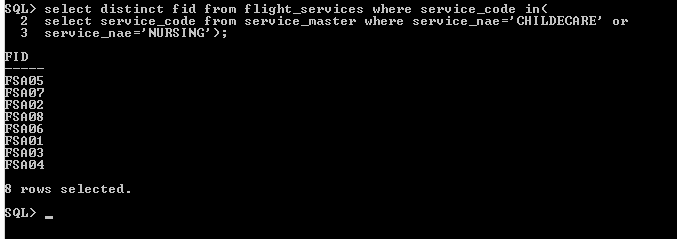 SQL> select distinct fid from flight_services where service_code in(
2 select service_code from service_master where service_nae='CHILDECARE' or
3 service_nae='NURSING');
FID
-----
FSA05
FSA07
FSA02
FSA08
FSA06
FSA01
FSA03
FSA04
8 rows selected.
SQL> _